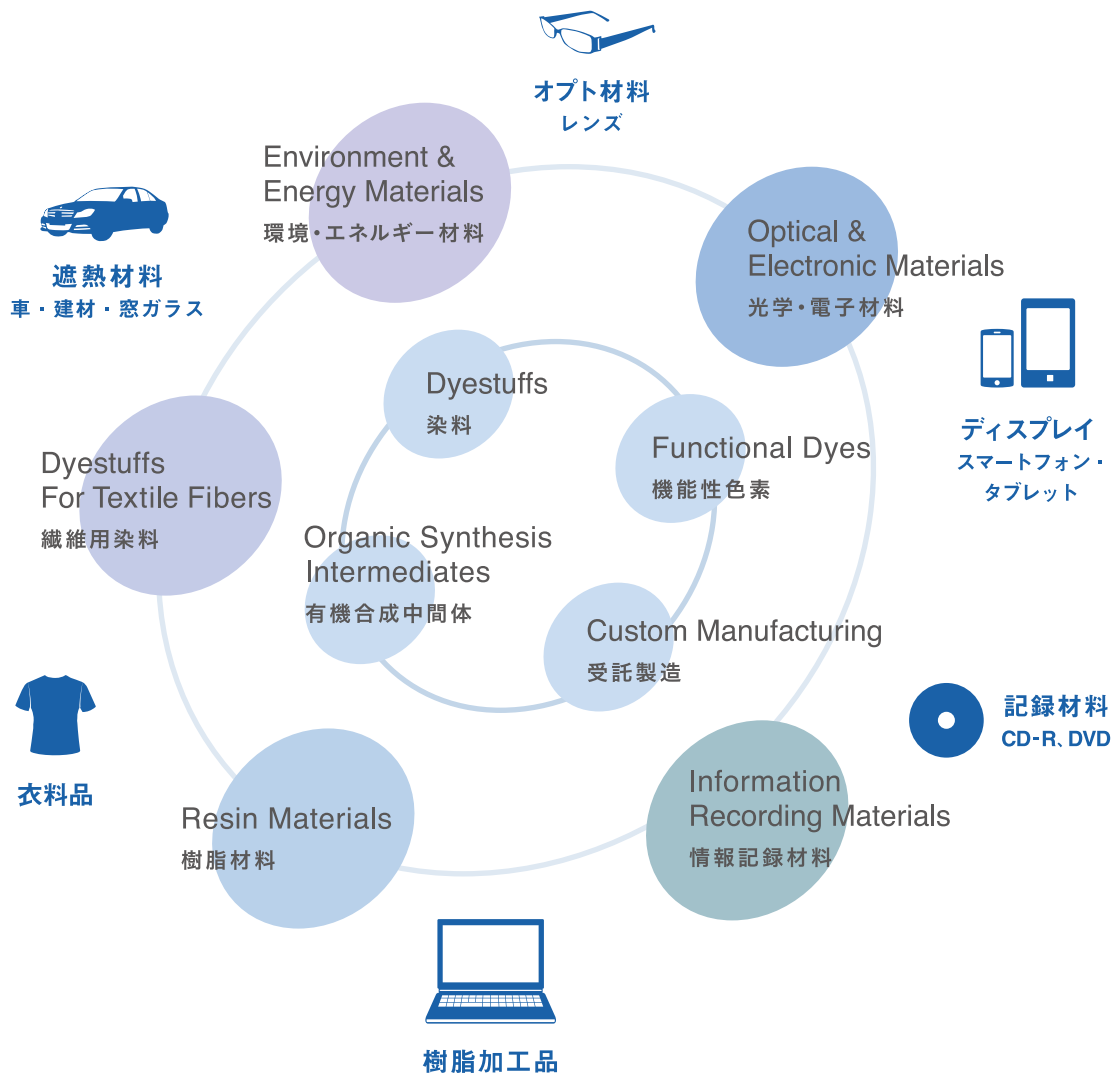 オプト材料
レンズ
Environment &
Energy Materials
環境・エネルギー材料
Optical &
Electronic Materials
光学・電子材料
遮熱材料
車・建材・窓ガラス
Dyestuffs
染料
Functional Dyes
機能性色素
ディスプレイ
スマートフォン・
タブレット
Dyestuffs
For Textile Fibers
繊維用染料
Organic Synthesis
Intermediates
有機合成中間体
Custom Manufacturing
受託製造
記録材料
CD-R、DVD
衣料品
Resin Materials
樹脂材料
Information
Recording Materials
情報記録材料
樹脂加工品